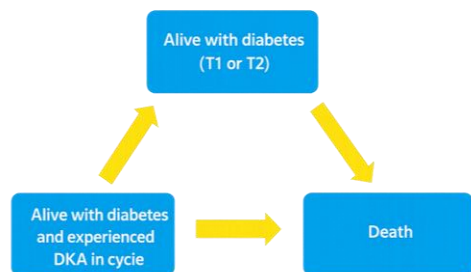 Alive with diabetes
(T1 or T2)
Alive with diabetes
and experienced
DKA in cycle
Death